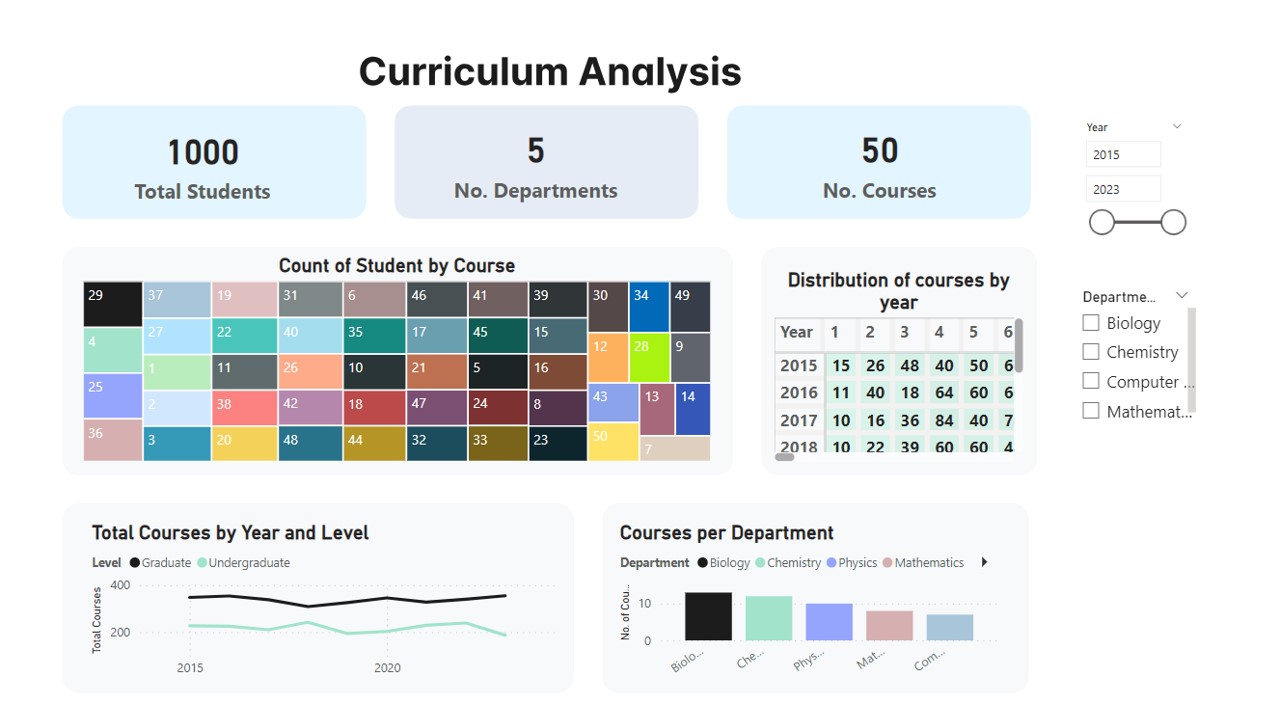 Curriculum Analysis
1000
Total Students
5
No. Departments
50
No. Courses
Year
2015
2023
Count of Student by Course
29 37 19 31 6 46 41 39 30 34 49
4 27 22 40 35 17 45 15 12 28 9
25 1 11 26 10 21 5 16 43 13 14
36 2 38 42 18 47 24 8 50 7
3 20 48 44 32 33 23
Distribution of courses by
year
Year 1 2 3 4 5 6
2015 15 26 48 40 50 6
2016 11 40 18 64 60 6
2017 10 16 36 84 40 7
2018 10 22 39 60 60 4
Departme...
Biology
Chemistry
Computer ...
Mathemat...
Total Courses by Year and Level
Level Graduate Undergraduate
Total Courses
400
200
2015 2020
Courses per Department
Department Biology Chemistry Physics Mathematics
No. of Cou...
10
0
Biolo... Che... Phys... Mat... Com...